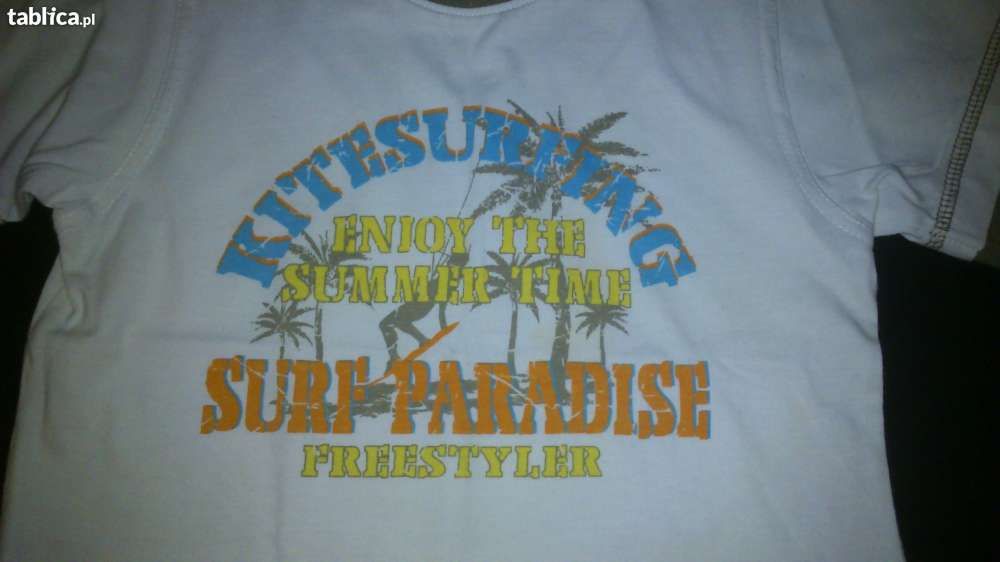 tablica.pl
KITESURFING
ENJOY THE
SUMMER TIME
SURF PARADISE
FREESTYLER